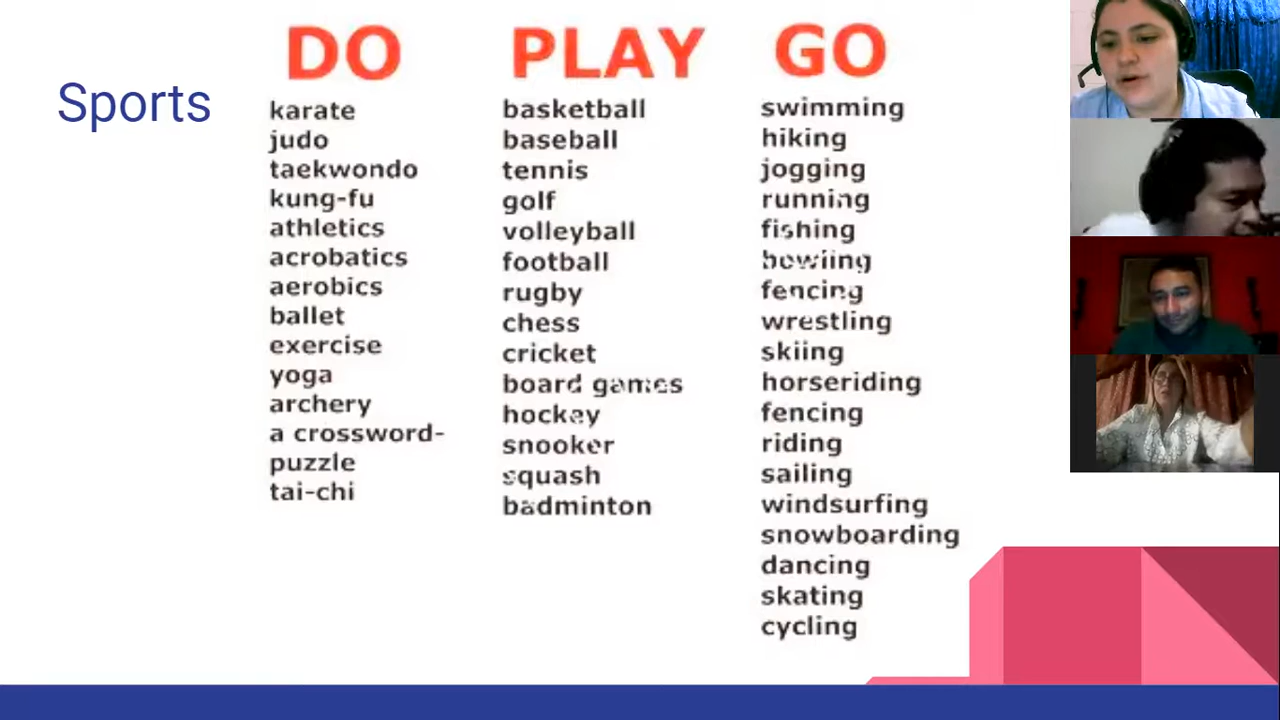 Sports
DO
karate
judo
taekwondo
kung-fu
athletics
acrobatics
aerobics
ballet
exercise
yoga
archery
a crossword-
puzzle
tai-chi
PLAY
basketball
baseball
tennis
golf
volleyball
football
rugby
chess
cricket
board games
hockey
snooker
squash
badminton
GO
swimming
hiking
jogging
running
fishing
bowling
fencing
wrestling
skiing
horseriding
fencing
riding
sailing
windsurfing
snowboarding
dancing
skating
cycling